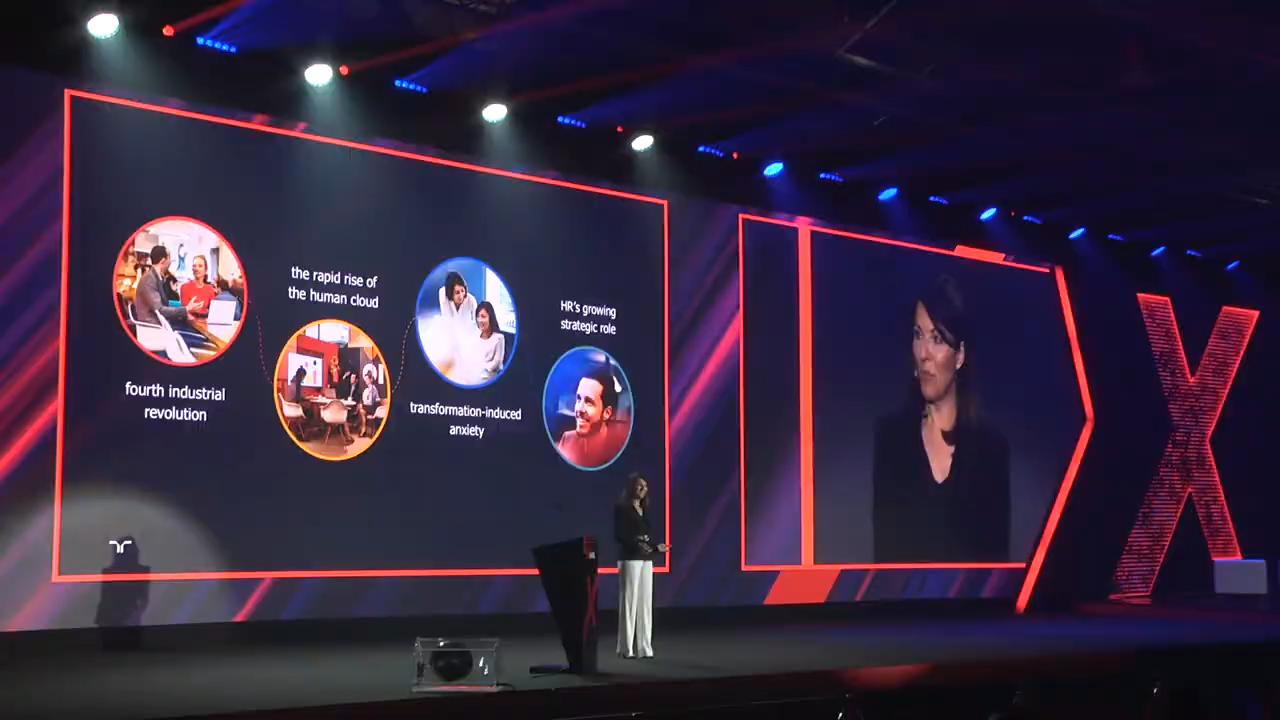 fourth industrial
revolution
the rapid rise of
the human cloud
transformation-induced
anxiety
HR's growing
strategic role
X